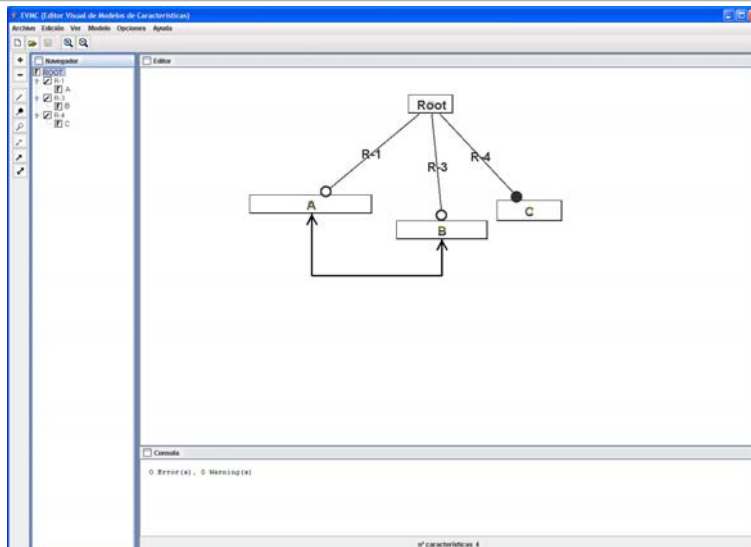 EVMC (Editor Visual de Modelos de Características)
Archivo Edición Ver Modelo Opciones Ayuda
Navegador
ROOT
R-1
A
R-3
B
R-4
C
Editor
Root
R-1
R-3
R-4
A
B
C
Consola
0 Error(s), 0 Warning(s)
nº características 4